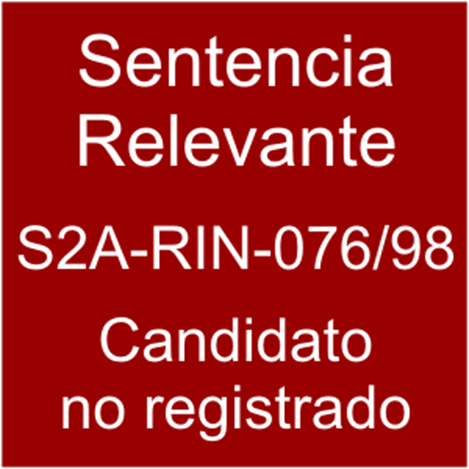 Sentencia
Relevante
S2A-RIN-076/98
Candidato
no registrado